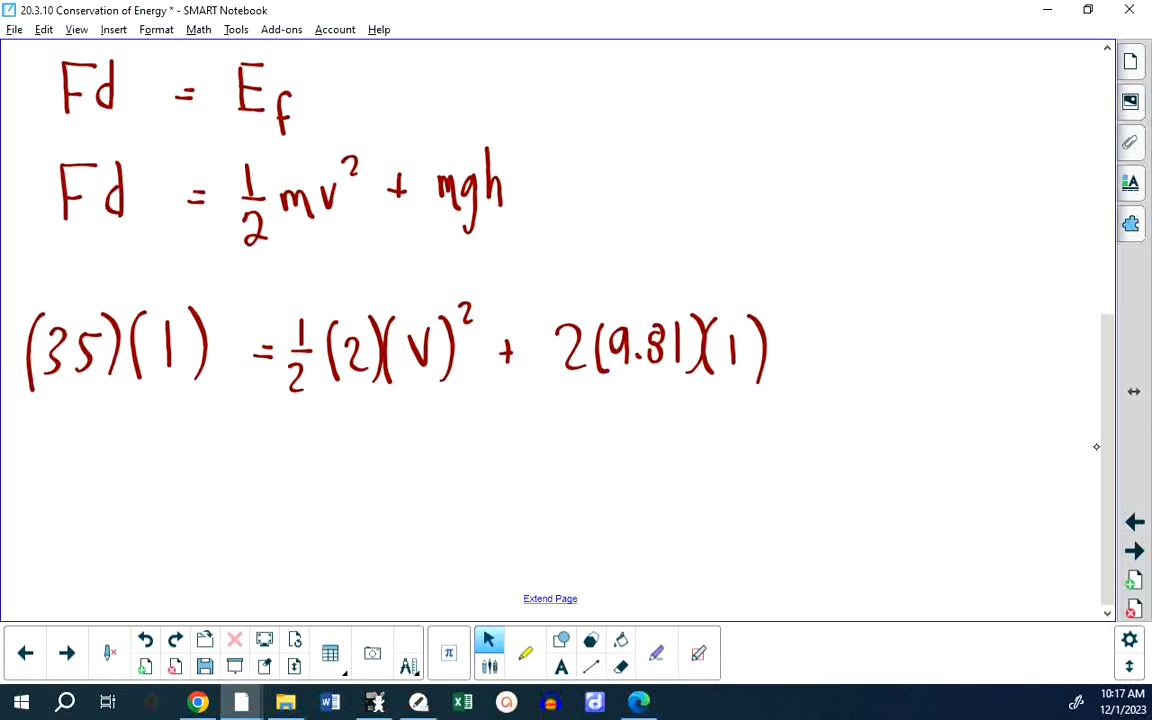 20.3.10 Conservation of Energy * - SMART Notebook
File Edit View Insert Format Math Tools Add-ons Account Help
Fd = Ef
Fd = 1/2 mv² + mgh
(35)(1) = 1/2 (2)(v)² + 2(9.81)(1)
Extend Page
10:17 AM
12/1/2023